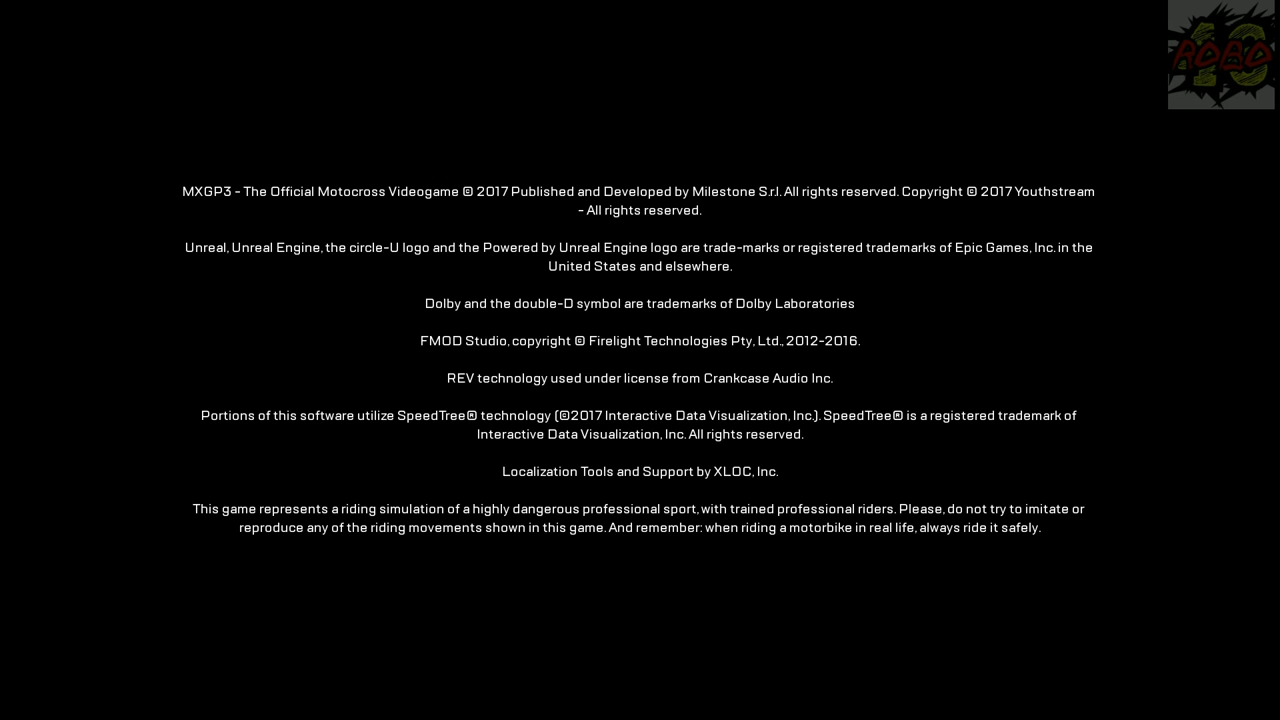 ROBO
13
MXGP3 - The Official Motocross Videogame © 2017 Published and Developed by Milestone S.r.l. All rights reserved. Copyright © 2017 Youthstream
- All rights reserved.
Unreal, Unreal Engine, the circle-U logo and the Powered by Unreal Engine logo are trade-marks or registered trademarks of Epic Games, Inc. in the
United States and elsewhere.
Dolby and the double-D symbol are trademarks of Dolby Laboratories
FMOD Studio, copyright © Firelight Technologies Pty, Ltd., 2012-2016.
REV technology used under license from Crankcase Audio Inc.
Portions of this software utilize SpeedTree® technology (©2017 Interactive Data Visualization, Inc.). SpeedTree® is a registered trademark of
Interactive Data Visualization, Inc. All rights reserved.
Localization Tools and Support by XLOC, Inc.
This game represents a riding simulation of a highly dangerous professional sport, with trained professional riders. Please, do not try to imitate or
reproduce any of the riding movements shown in this game. And remember: when riding a motorbike in real life, always ride it safely.